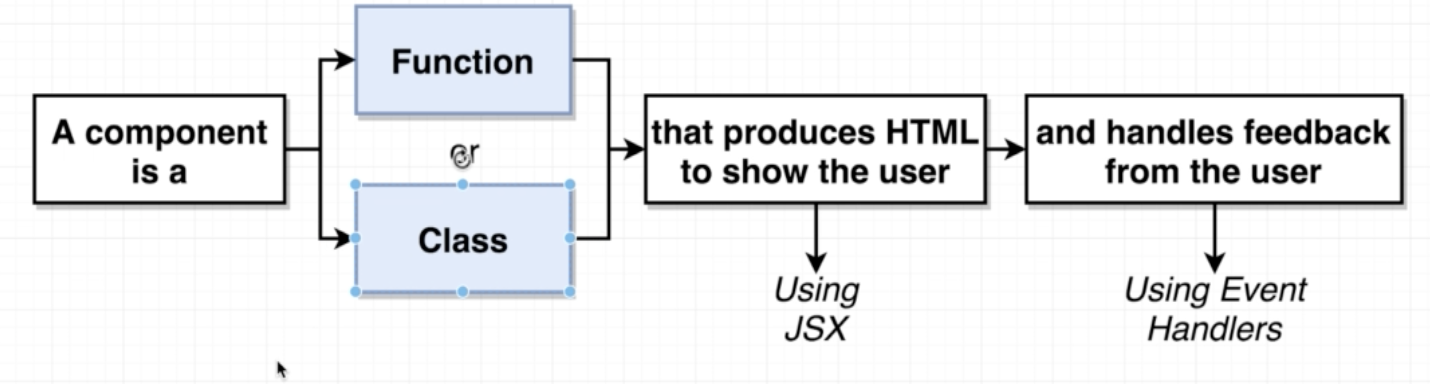 A component
is a
Function
or
Class
that produces HTML
to show the user
and handles feedback
from the user
Using
JSX
Using Event
Handlers